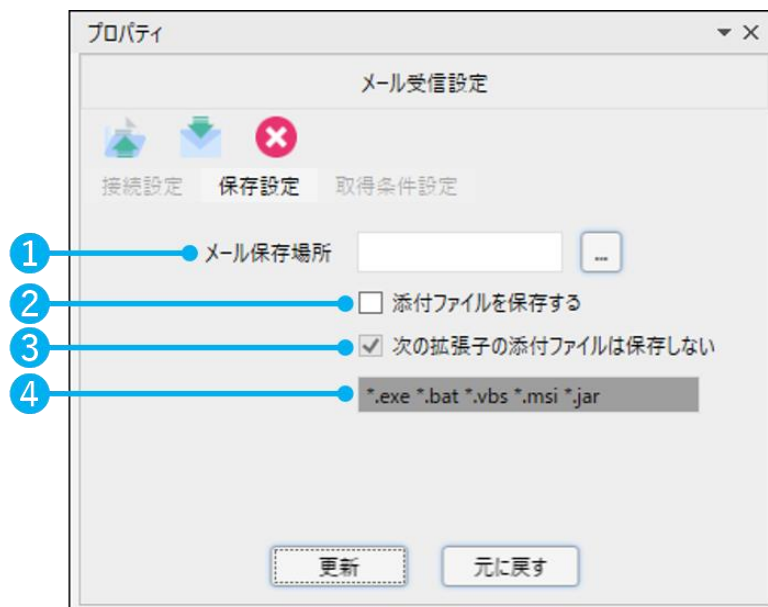 プロパティ
メール受信設定
接続設定 保存設定 取得条件設定
1 メール保存場所 ...
2 添付ファイルを保存する
3 次の拡張子の添付ファイルは保存しない
4 *.exe *.bat *.vbs *.msi *.jar
更新 元に戻す